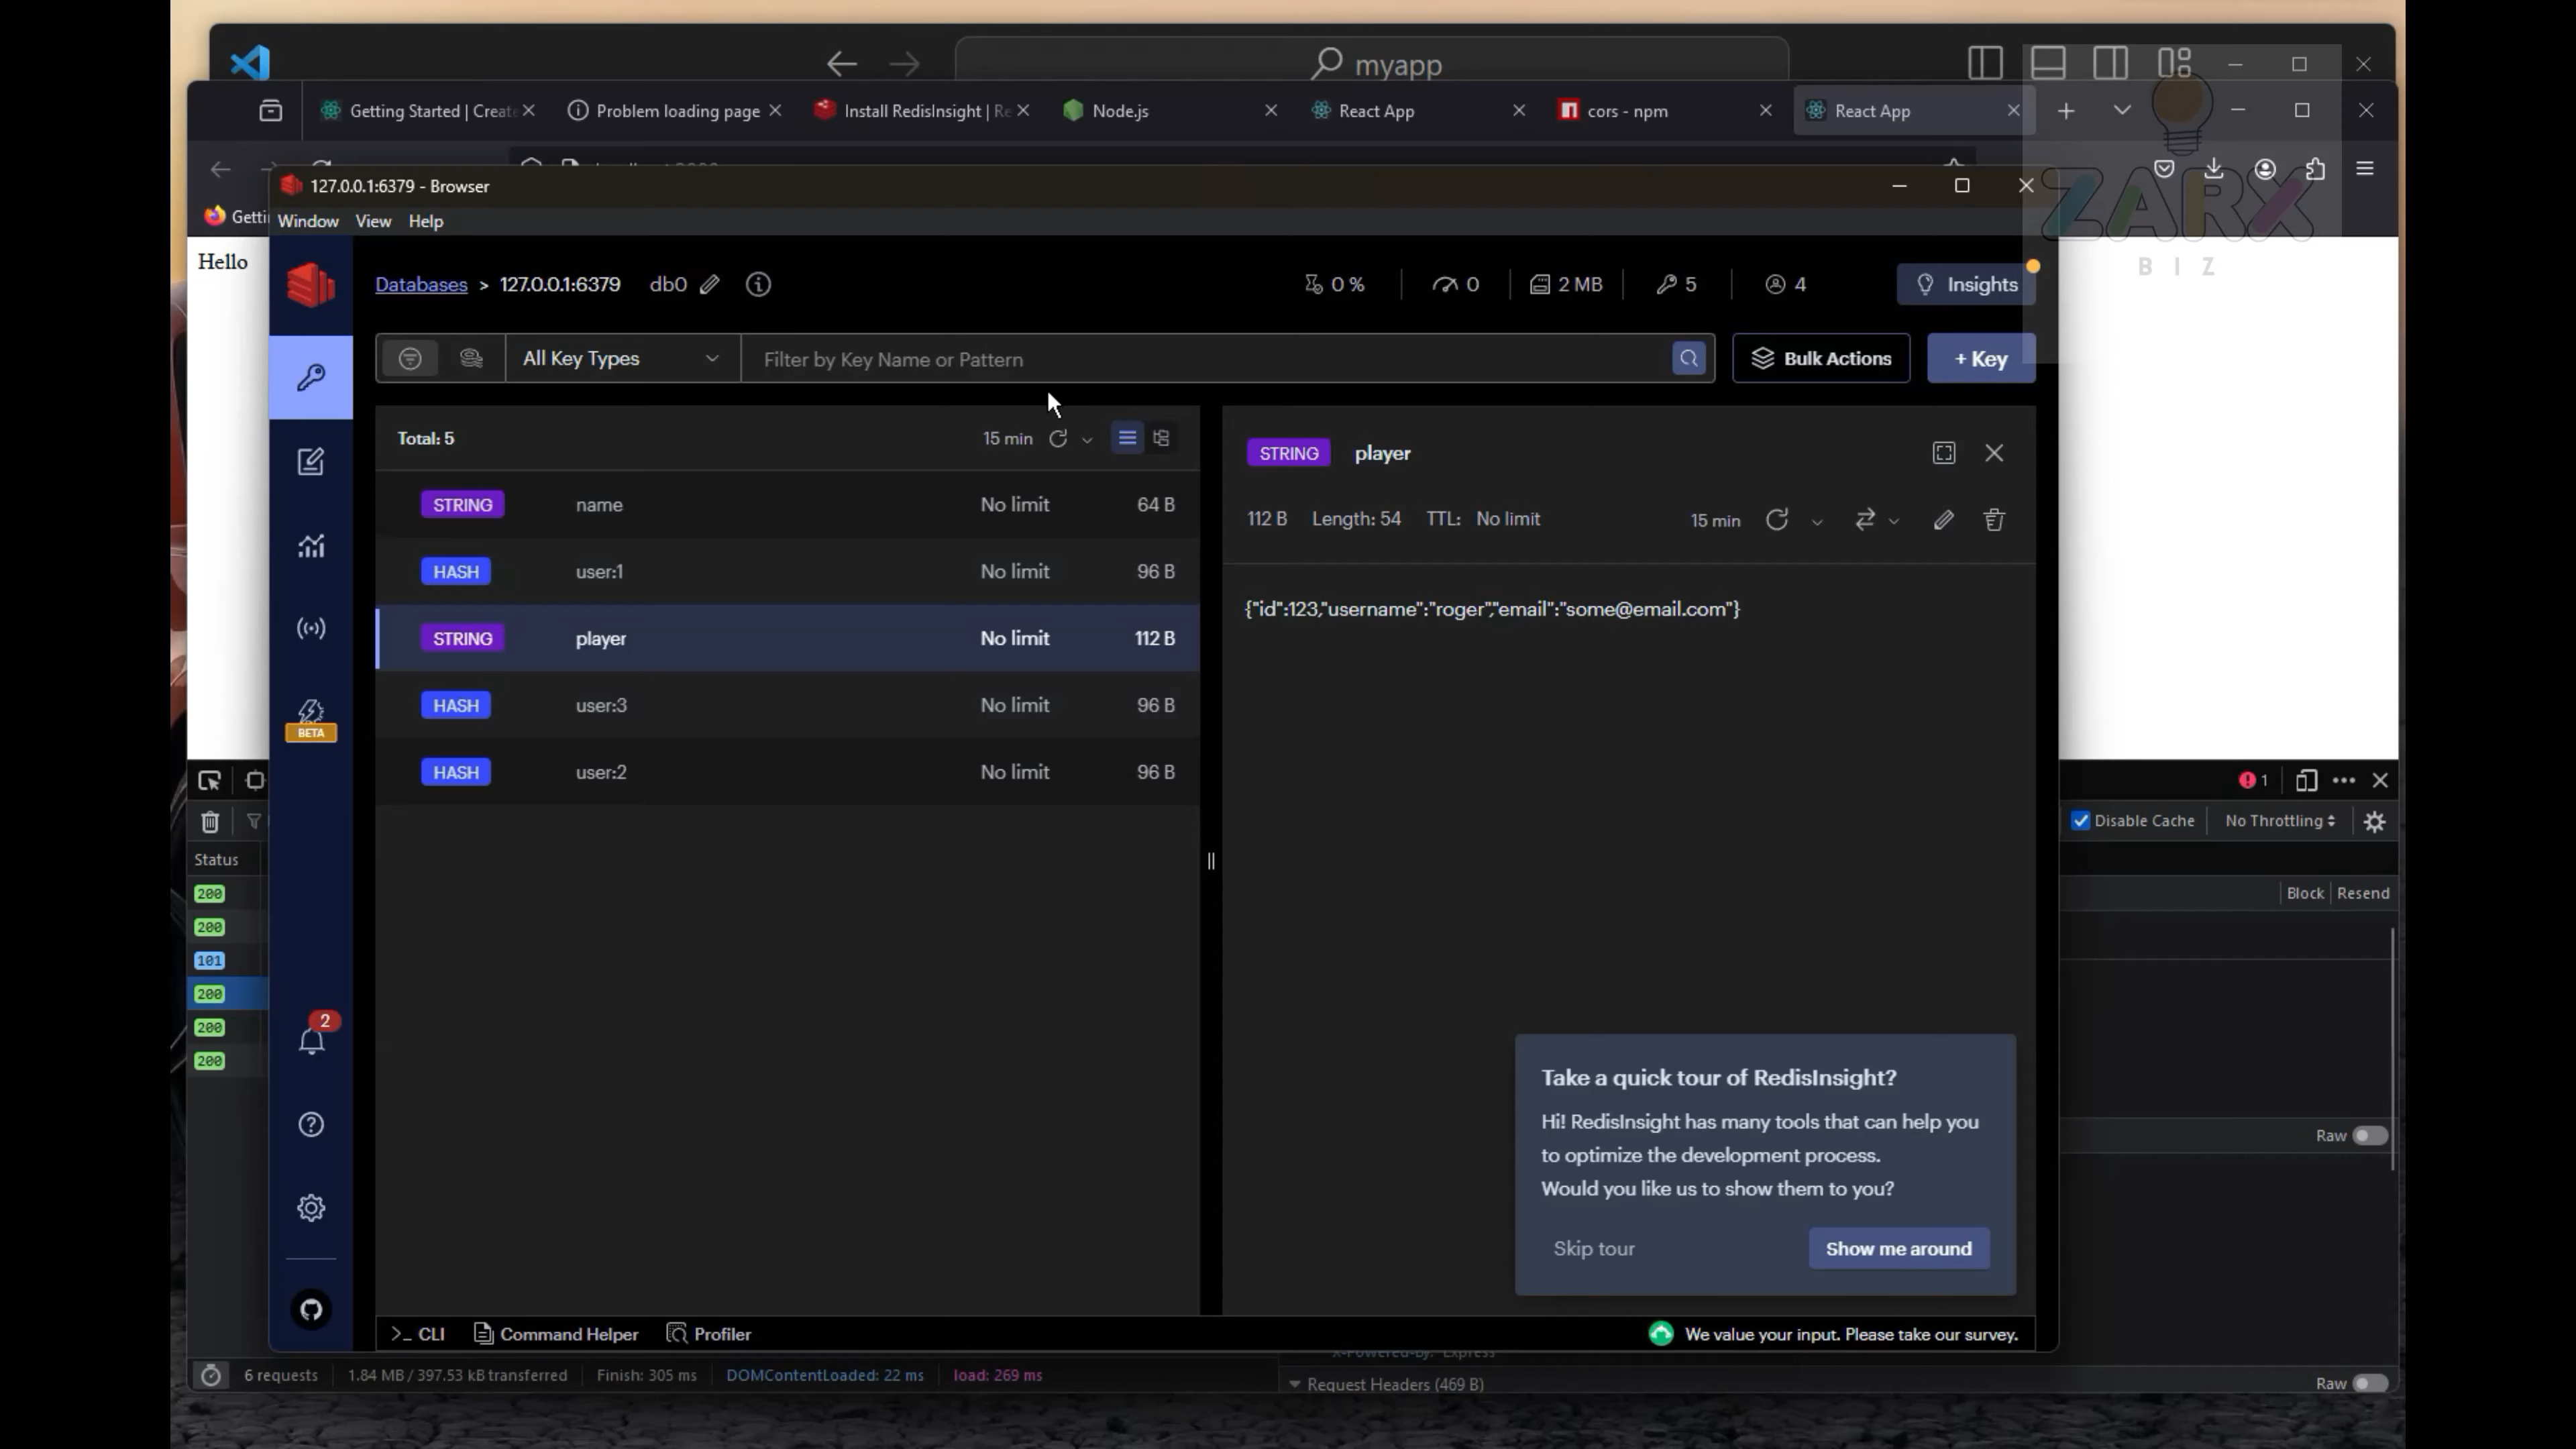 myapp
Getting Started | Create
Problem loading page
Install RedisInsight | Re
Node.js
React App
cors - npm
React App
127.0.0.1:6379 - Browser
ZARX
BIZ
Getti
Window View Help
Hello
Databases > 127.0.0.1:6379 db0
0 %
0
2 MB
5
4
Insights
All Key Types
Filter by Key Name or Pattern
Bulk Actions
+ Key
Total: 5
15 min
STRING name No limit 64 B
HASH user:1 No limit 96 B
STRING player No limit 112 B
HASH user:3 No limit 96 B
HASH user:2 No limit 96 B
STRING player
112 B Length: 54 TTL: No limit 15 min
{"id":123,"username":"roger","email":"some@email.com"}
BETA
2
1
Disable Cache
No Throttling
Status
200
200
101
200
200
200
Block Resend
Raw
Take a quick tour of RedisInsight?
Hi! RedisInsight has many tools that can help you
to optimize the development process.
Would you like us to show them to you?
Skip tour
Show me around
>_ CLI
Command Helper
Profiler
We value your input. Please take our survey.
X-Powered-By: Express
6 requests
1.84 MB / 397.53 kB transferred
Finish: 305 ms
DOMContentLoaded: 22 ms
load: 269 ms
Request Headers (469 B)
Raw